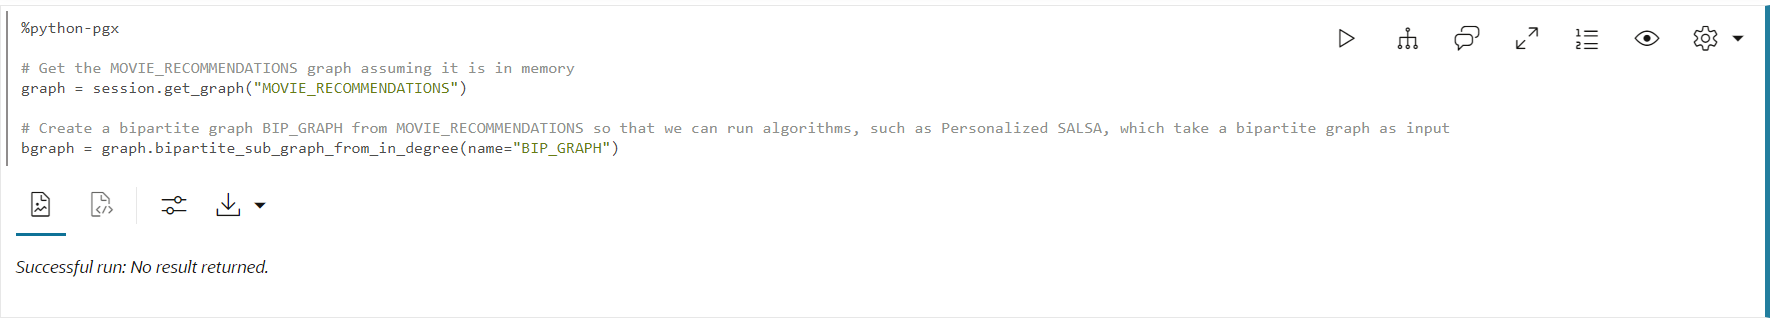 %python-pgx
# Get the MOVIE_RECOMMENDATIONS graph assuming it is in memory
graph = session.get_graph("MOVIE_RECOMMENDATIONS")
# Create a bipartite graph BIP_GRAPH from MOVIE_RECOMMENDATIONS so that we can run algorithms, such as Personalized SALSA, which take a bipartite graph as input
bgraph = graph.bipartite_sub_graph_from_in_degree(name="BIP_GRAPH")
Successful run: No result returned.